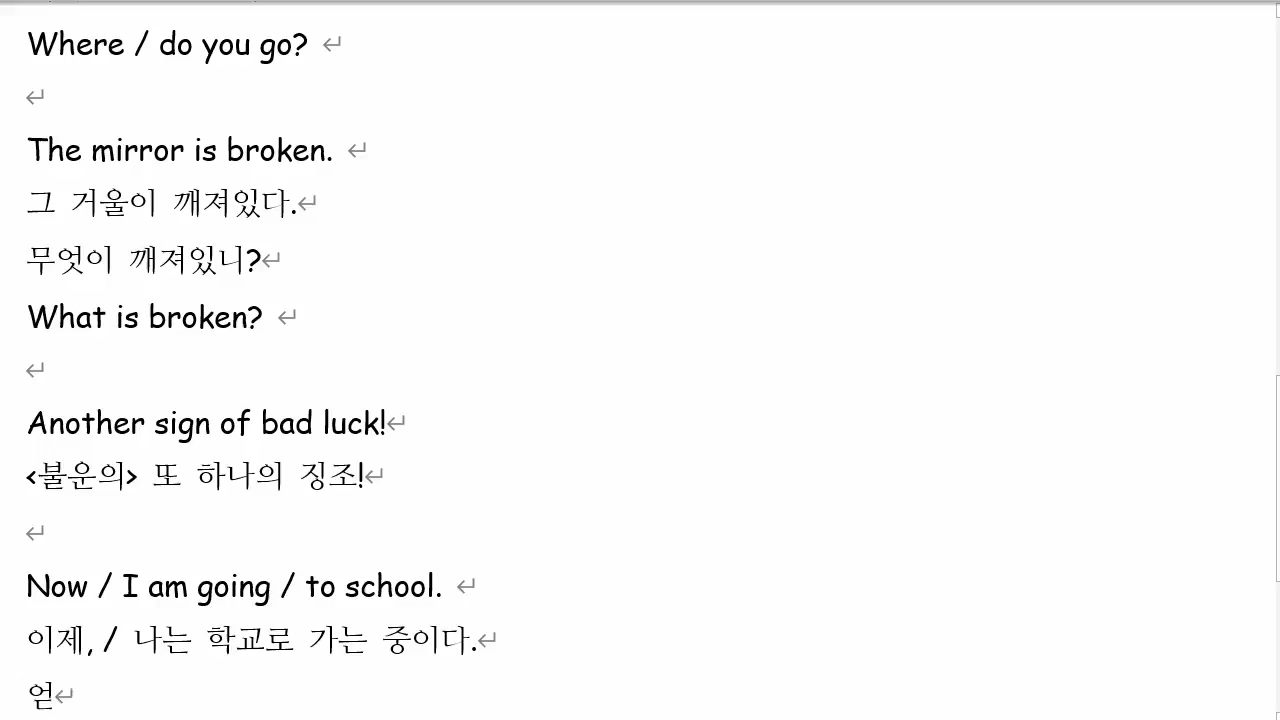 Where / do you go?
The mirror is broken.
그 거울이 깨져있다.
무엇이 깨져있니?
What is broken?
Another sign of bad luck!
<불운의> 또 하나의 징조!
Now / I am going / to school.
이제, / 나는 학교로 가는 중이다.
얻